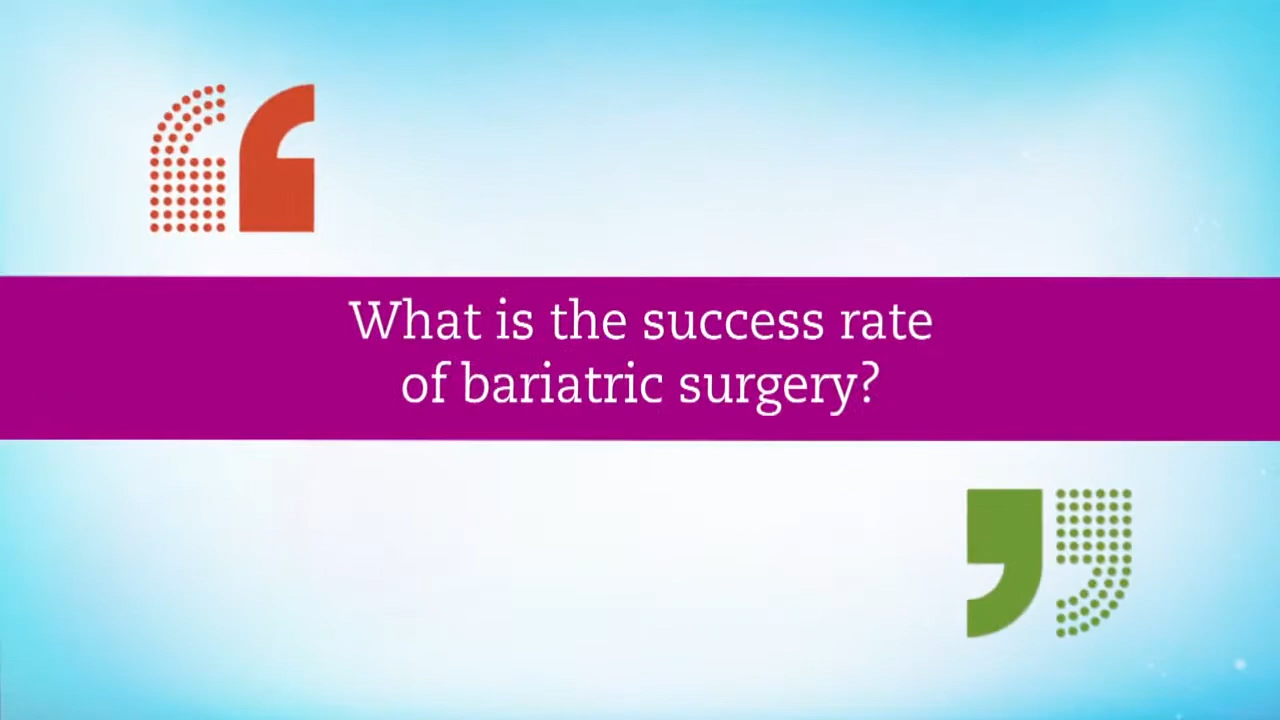 What is the success rate
of bariatric surgery?